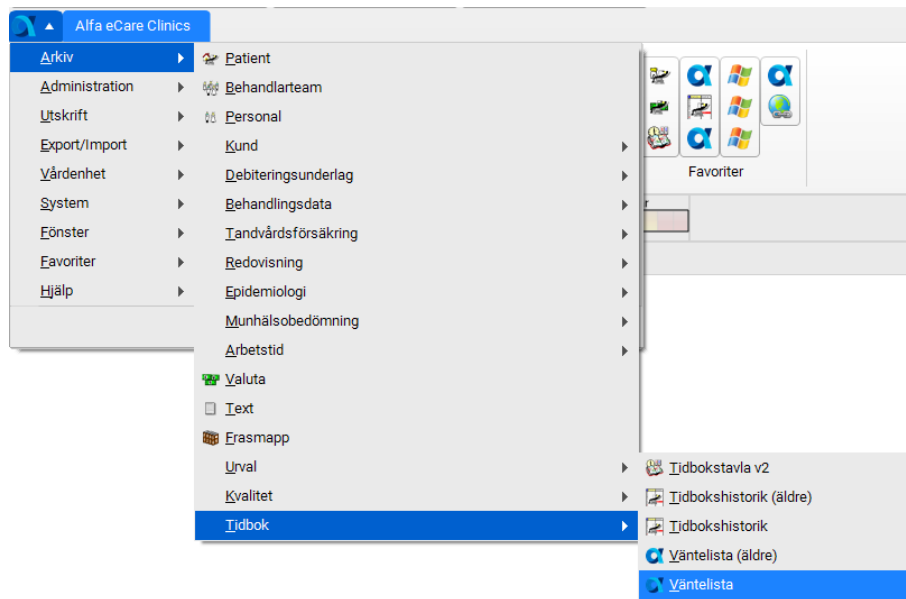 Alfa eCare Clinics
Arkiv
Administration
Utskrift
Export/Import
Vårdenhet
System
Fönster
Favoriter
Hjälp
Patient
Behandlarteam
Personal
Kund
Debiteringsunderlag
Behandlingsdata
Tandvårdsförsäkring
Redovisning
Epidemiologi
Munhälsobedömning
Arbetstid
Valuta
Text
Frasmapp
Urval
Kvalitet
Tidbok
Tidbokstavla v2
Tidbokshistorik (äldre)
Tidbokshistorik
Väntelista (äldre)
Väntelista
Favoriter
r